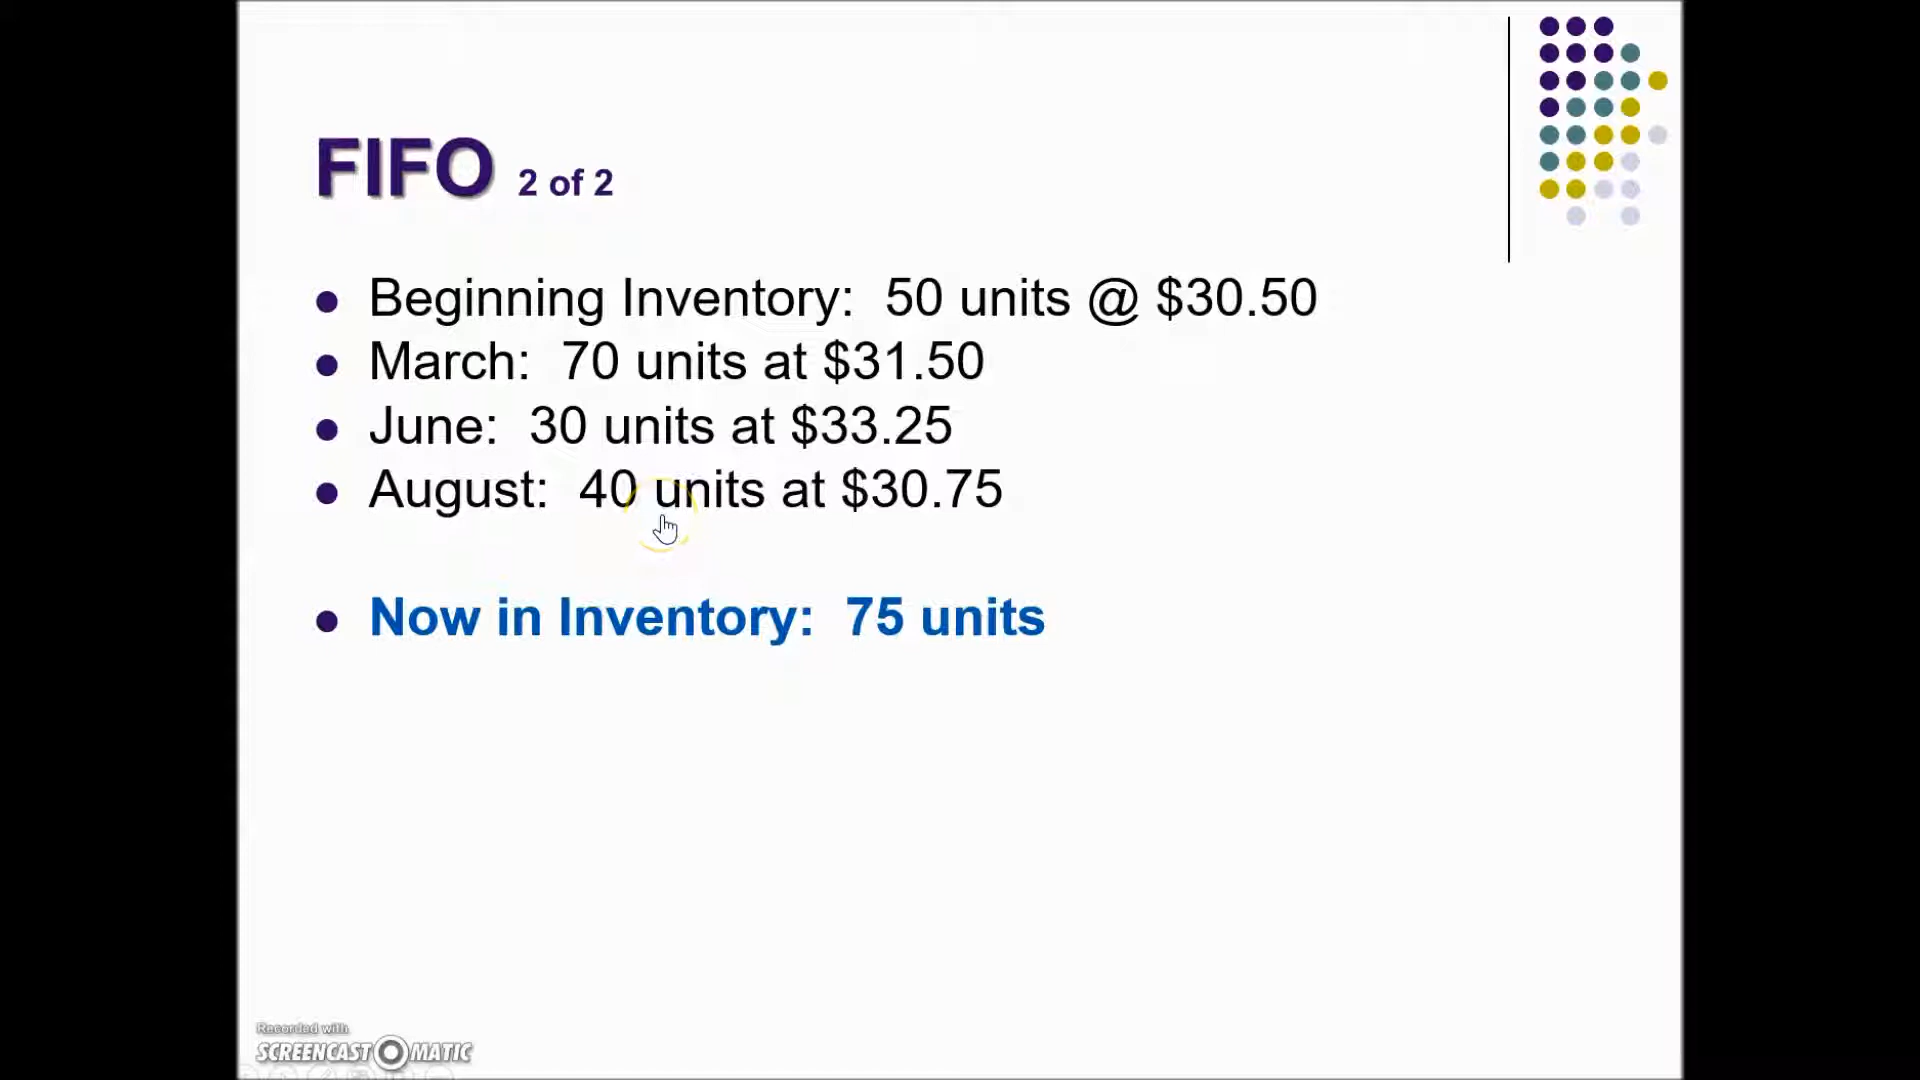 FIFO 2 of 2
Beginning Inventory: 50 units @ $30.50
March: 70 units at $31.50
June: 30 units at $33.25
August: 40 units at $30.75
Now in Inventory: 75 units
Recorded with
SCREENCAST MATIC